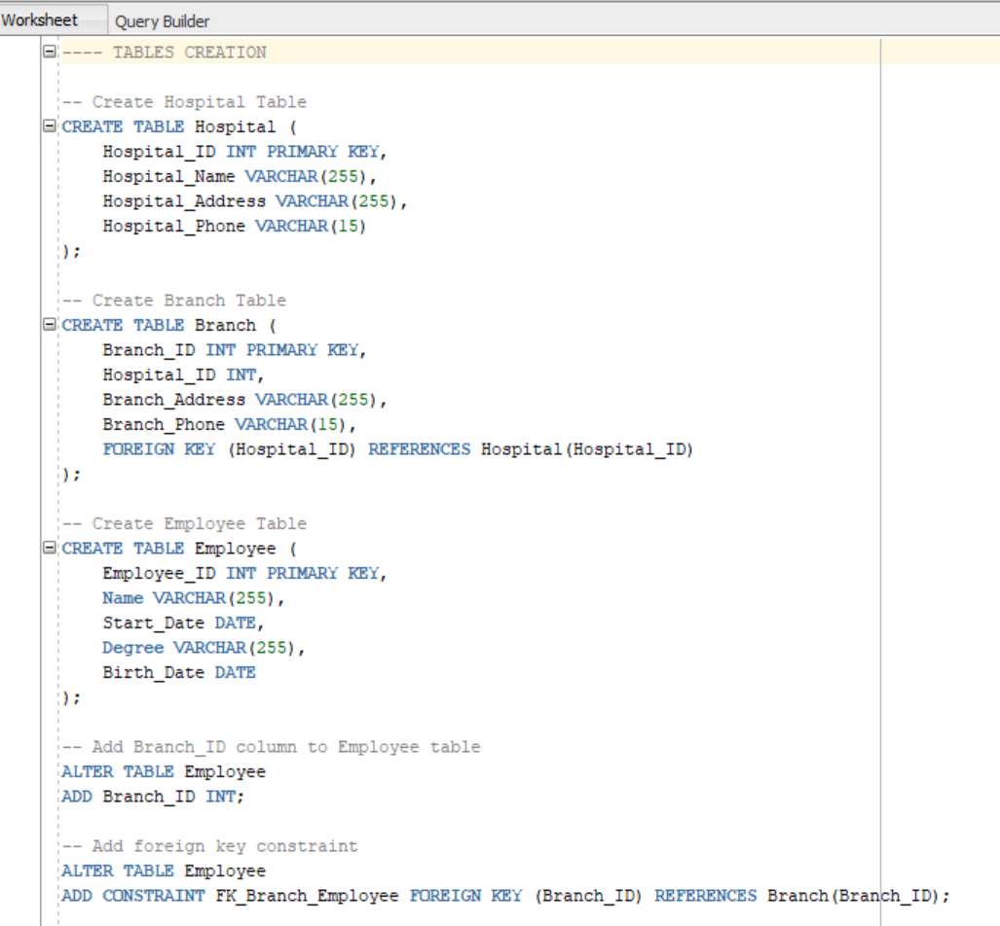 Worksheet Query Builder
---- TABLES CREATION
-- Create Hospital Table
CREATE TABLE Hospital (
    Hospital_ID INT PRIMARY KEY,
    Hospital_Name VARCHAR(255),
    Hospital_Address VARCHAR(255),
    Hospital_Phone VARCHAR(15)
);
-- Create Branch Table
CREATE TABLE Branch (
    Branch_ID INT PRIMARY KEY,
    Hospital_ID INT,
    Branch_Address VARCHAR(255),
    Branch_Phone VARCHAR(15),
    FOREIGN KEY (Hospital_ID) REFERENCES Hospital(Hospital_ID)
);
-- Create Employee Table
CREATE TABLE Employee (
    Employee_ID INT PRIMARY KEY,
    Name VARCHAR(255),
    Start_Date DATE,
    Degree VARCHAR(255),
    Birth_Date DATE
);
-- Add Branch_ID column to Employee table
ALTER TABLE Employee
ADD Branch_ID INT;
-- Add foreign key constraint
ALTER TABLE Employee
ADD CONSTRAINT FK_Branch_Employee FOREIGN KEY (Branch_ID) REFERENCES Branch(Branch_ID);